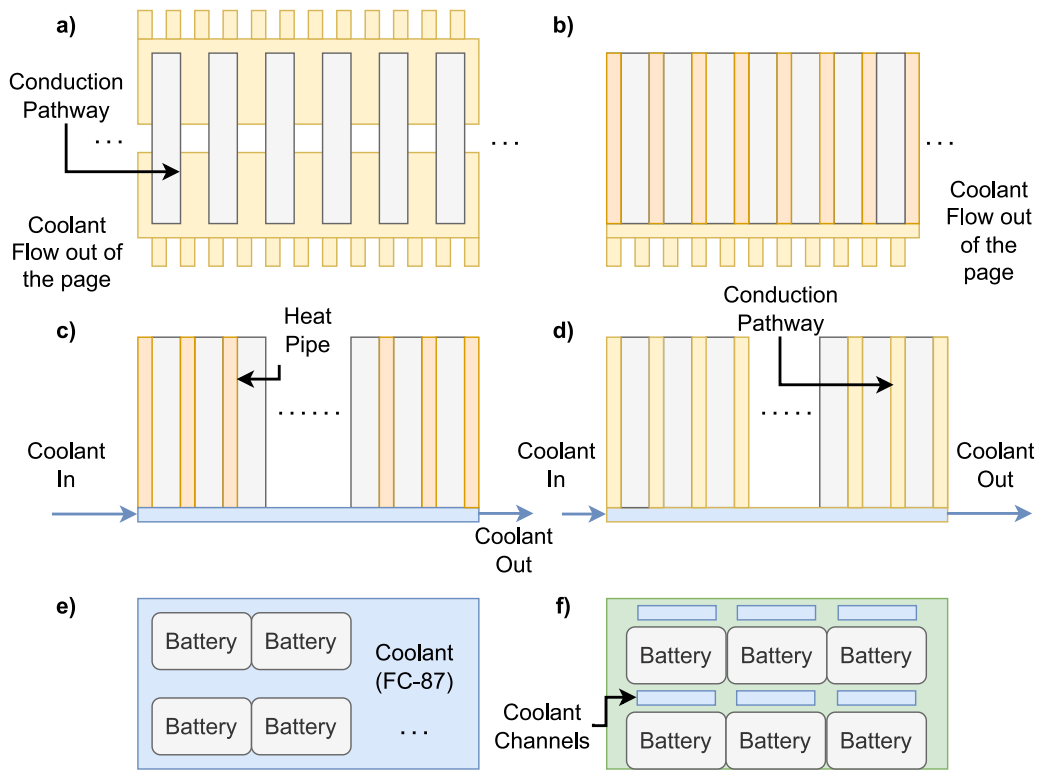 a)
Conduction
Pathway
. . .
. . .
Coolant
Flow out of
the page
b)
. . .
Coolant
Flow out
of the
page
c)
Heat
Pipe
. . . . . .
Coolant
In
Coolant
Out
d)
Conduction
Pathway
. . . . .
Coolant
In
Coolant
Out
e)
Battery Battery
Coolant
(FC-87)
Battery Battery
. . .
f)
Battery Battery Battery
Coolant
Channels
Battery Battery Battery